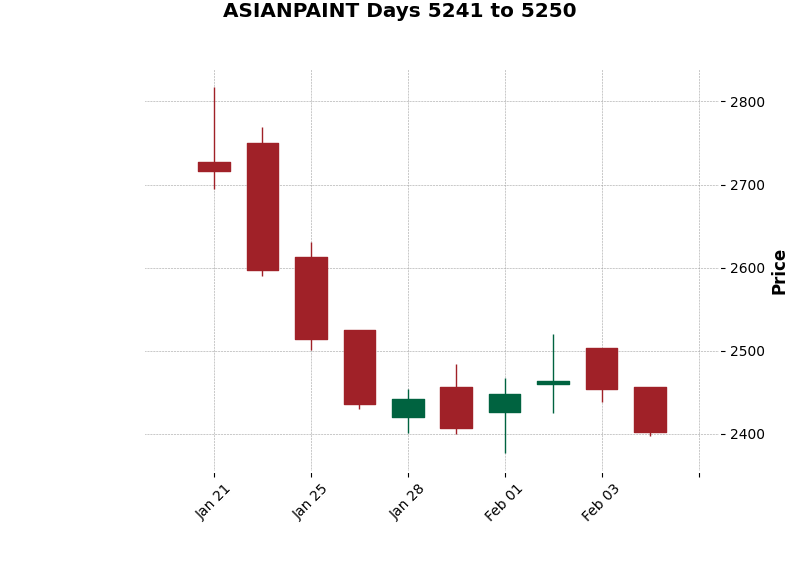 ASIANPAINT Days 5241 to 5250
2800
2700
2600
2500
2400
Price
Jan 21
Jan 25
Jan 28
Feb 01
Feb 03